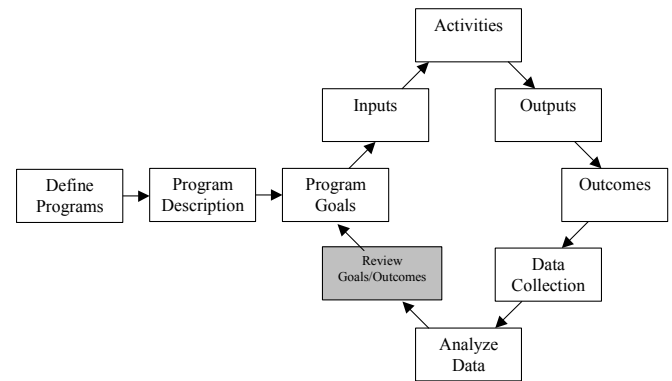 Activities
Inputs
Outputs
Define
Programs
Program
Description
Program
Goals
Outcomes
Review
Goals/Outcomes
Data
Collection
Analyze
Data